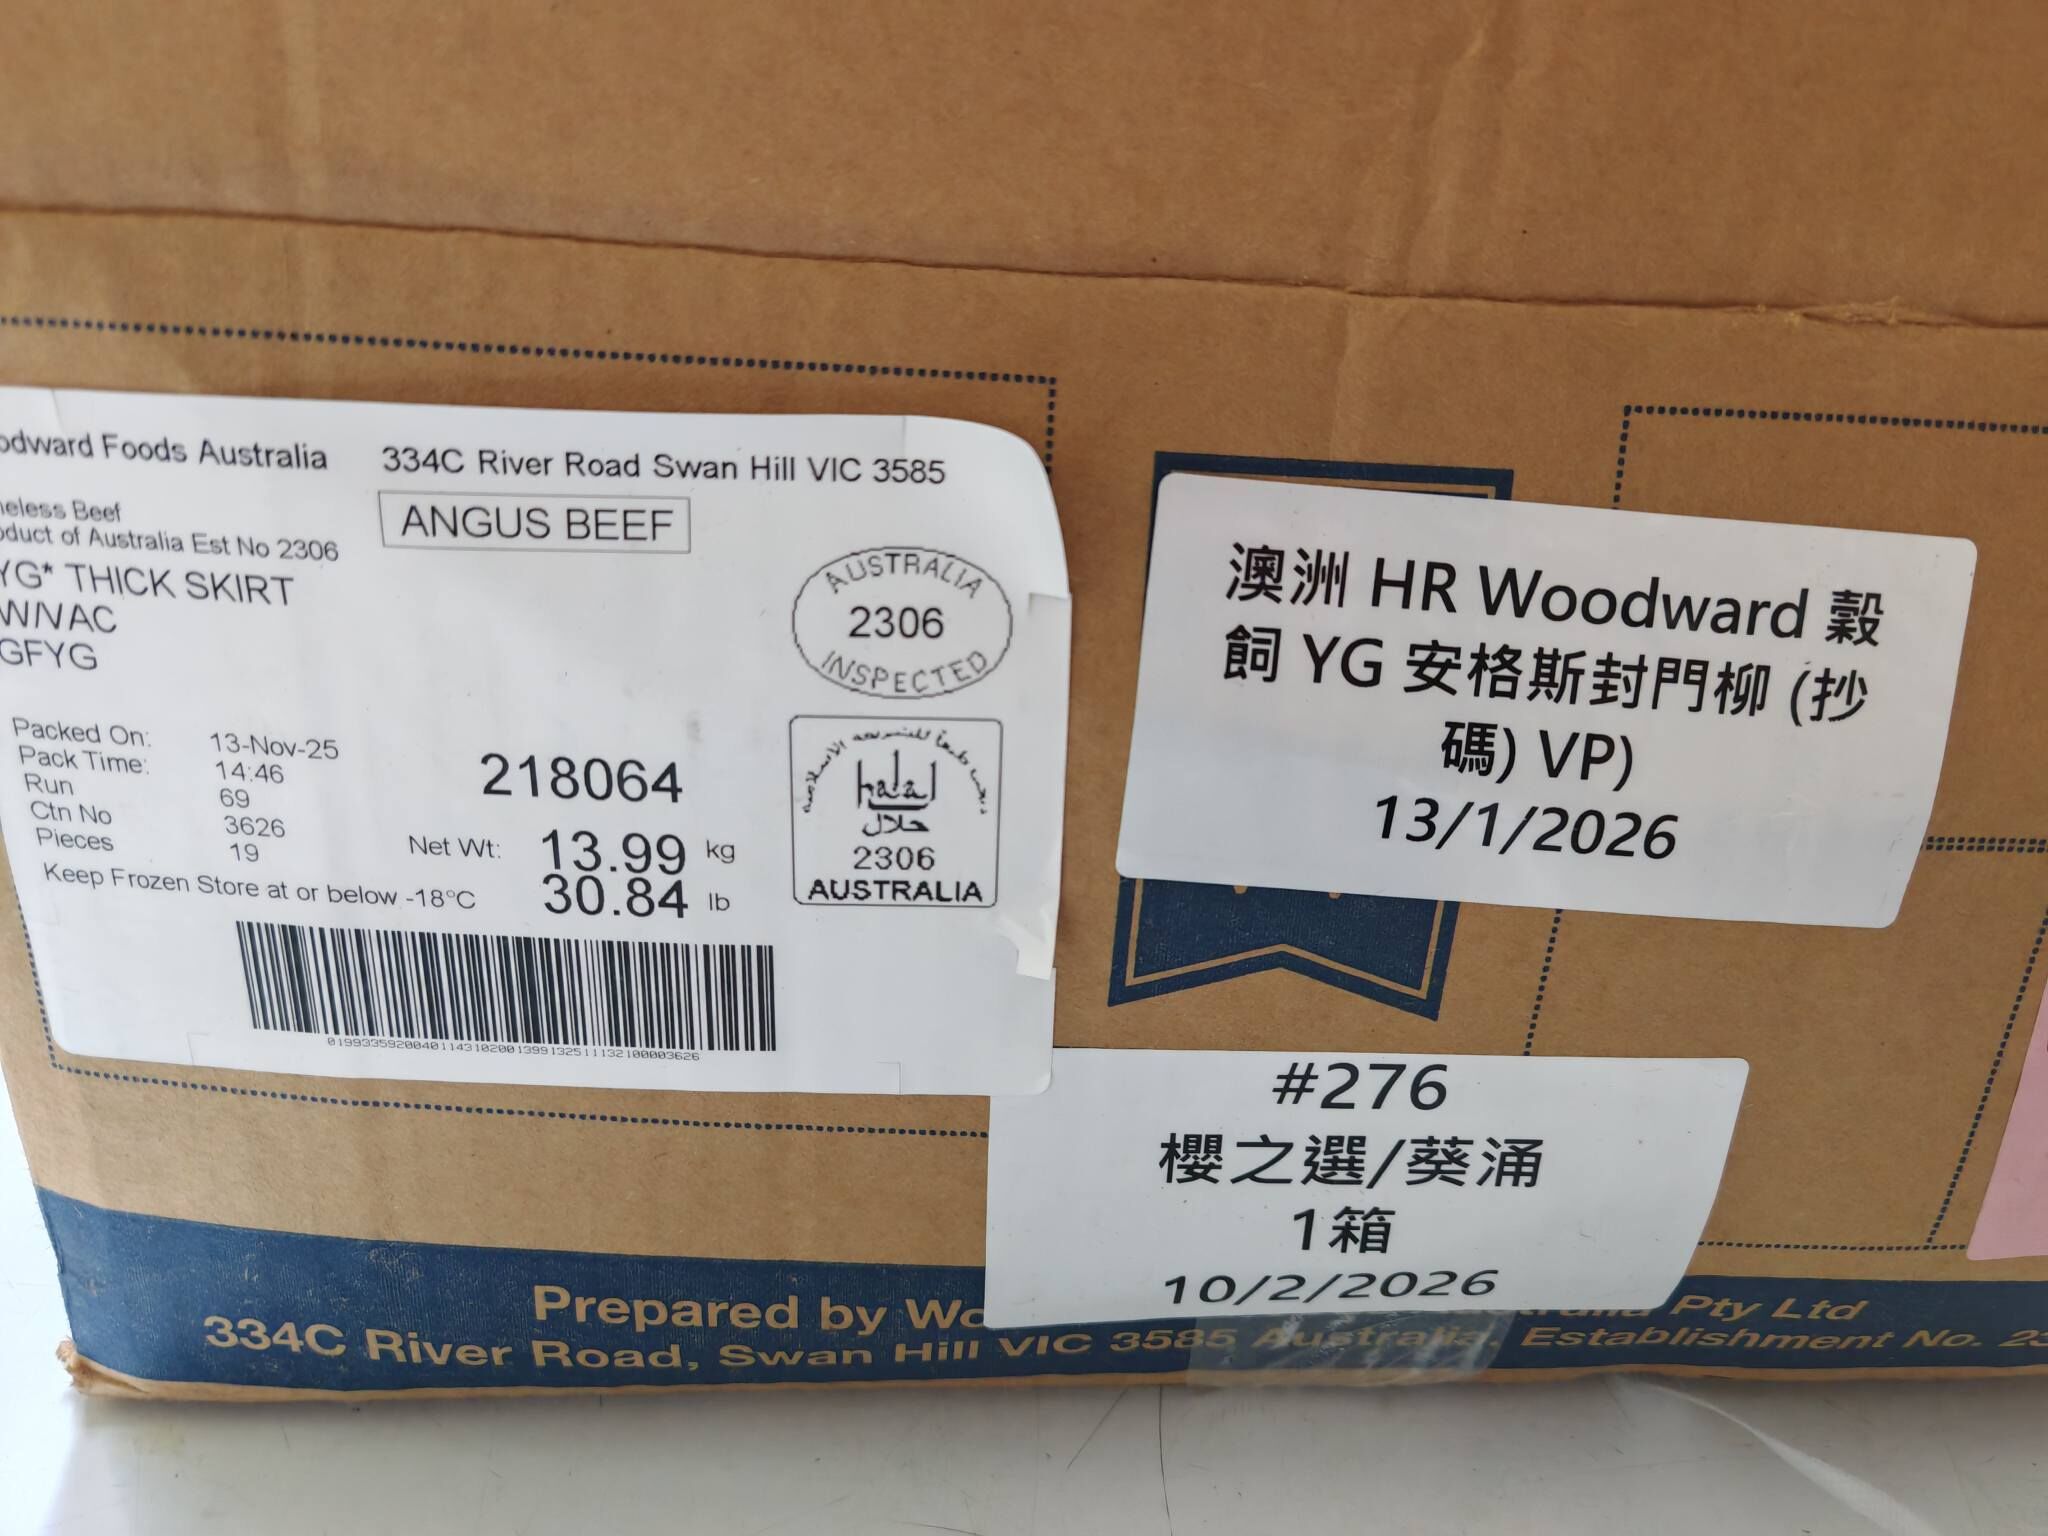 Foods Australia 334C River Road Swan Hill VIC 3585
Beef
of Australia Est No 2306
ANGUS BEEF
YG* THICK SKIRT
W/VAC
GFYG
AUSTRALIA
2306
INSPECTED
Packed On: 13-Nov-25
Pack Time: 14:46
Run 69
Ctn No 3626
Pieces 19
218064
Net Wt: 13.99 kg
30.84 lb
Keep Frozen Store at or below -18°C
halal
حلال
2306
AUSTRALIA
澳洲 HR Woodward 穀
飼 YG 安格斯封門柳 (抄
碼) VP)
13/1/2026
#276
櫻之選/葵涌
1箱
10/2/2026
Prepared by Pty Ltd
334C River Road, Swan Hill VIC 3585 Australia. Establishment No.